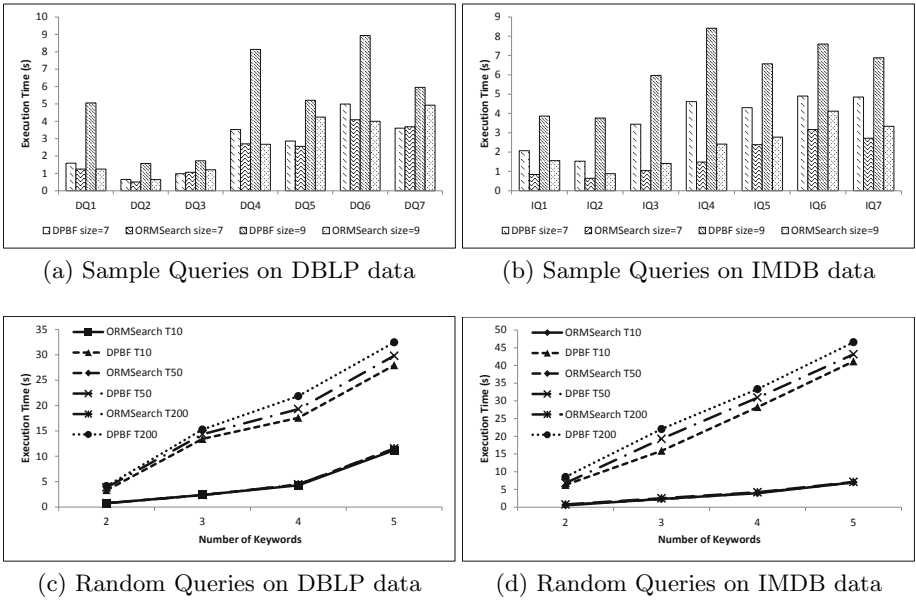 10
9
8
7
6
5
4
3
2
1
0
Execution Time (s)
DQ1 DQ2 DQ3 DQ4 DQ5 DQ6 DQ7
DPBF size=7 ORMSearch size=7 DPBF size=9 ORMSearch size=9
(a) Sample Queries on DBLP data
9
8
7
6
5
4
3
2
1
0
Execution Time (s)
IQ1 IQ2 IQ3 IQ4 IQ5 IQ6 IQ7
DPBF size=7 ORMSearch size=7 DPBF size=9 ORMSearch size=9
(b) Sample Queries on IMDB data
35
30
25
20
15
10
5
0
Execution Time (s)
ORMSearch T10
DPBF T10
ORMSearch T50
DPBF T50
ORMSearch T200
DPBF T200
2 3 4 5
Number of Keywords
(c) Random Queries on DBLP data
50
45
40
35
30
25
20
15
10
5
0
Execution Time (s)
ORMSearch T10
DPBF T10
ORMSearch T50
DPBF T50
ORMSearch T200
DPBF T200
2 3 4 5
Number of Keywords
(d) Random Queries on IMDB data